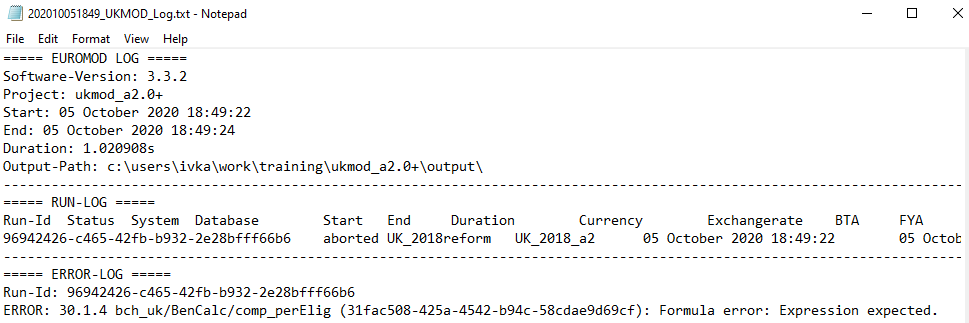 202010051849_UKMOD_Log.txt - Notepad
File Edit Format View Help
===== EUROMOD LOG =====
Software-Version: 3.3.2
Project: ukmod_a2.0+
Start: 05 October 2020 18:49:22
End: 05 October 2020 18:49:24
Duration: 1.020908s
Output-Path: c:\users\ivka\work\training\ukmod_a2.0+\output\
------------------------------------------------------------------------------------------------------------------------
===== RUN-LOG =====
Run-Id Status System Database Start End Duration Currency Exchangerate BTA FYA
96942426-c465-42fb-b932-2e28bfff66b6 aborted UK_2018reform UK_2018_a2 05 October 2020 18:49:22 05 Octob
------------------------------------------------------------------------------------------------------------------------
===== ERROR-LOG =====
Run-Id: 96942426-c465-42fb-b932-2e28bfff66b6
ERROR: 30.1.4 bch_uk/BenCalc/comp_perElig (31fac508-425a-4542-b94c-58cdae9d69cf): Formula error: Expression expected.